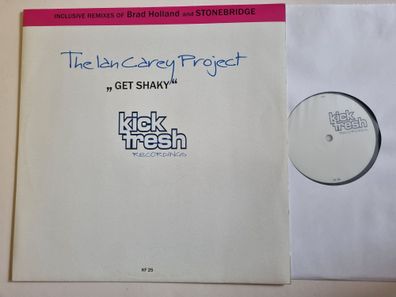 INCLUSIVE REMIXES OF Brad Holland and STONEBRIDGE
The Ian Carey Project
„GET SHAKY“
kick
fresh
RECORDINGS
KF 25
kick
fresh
RECORDINGS